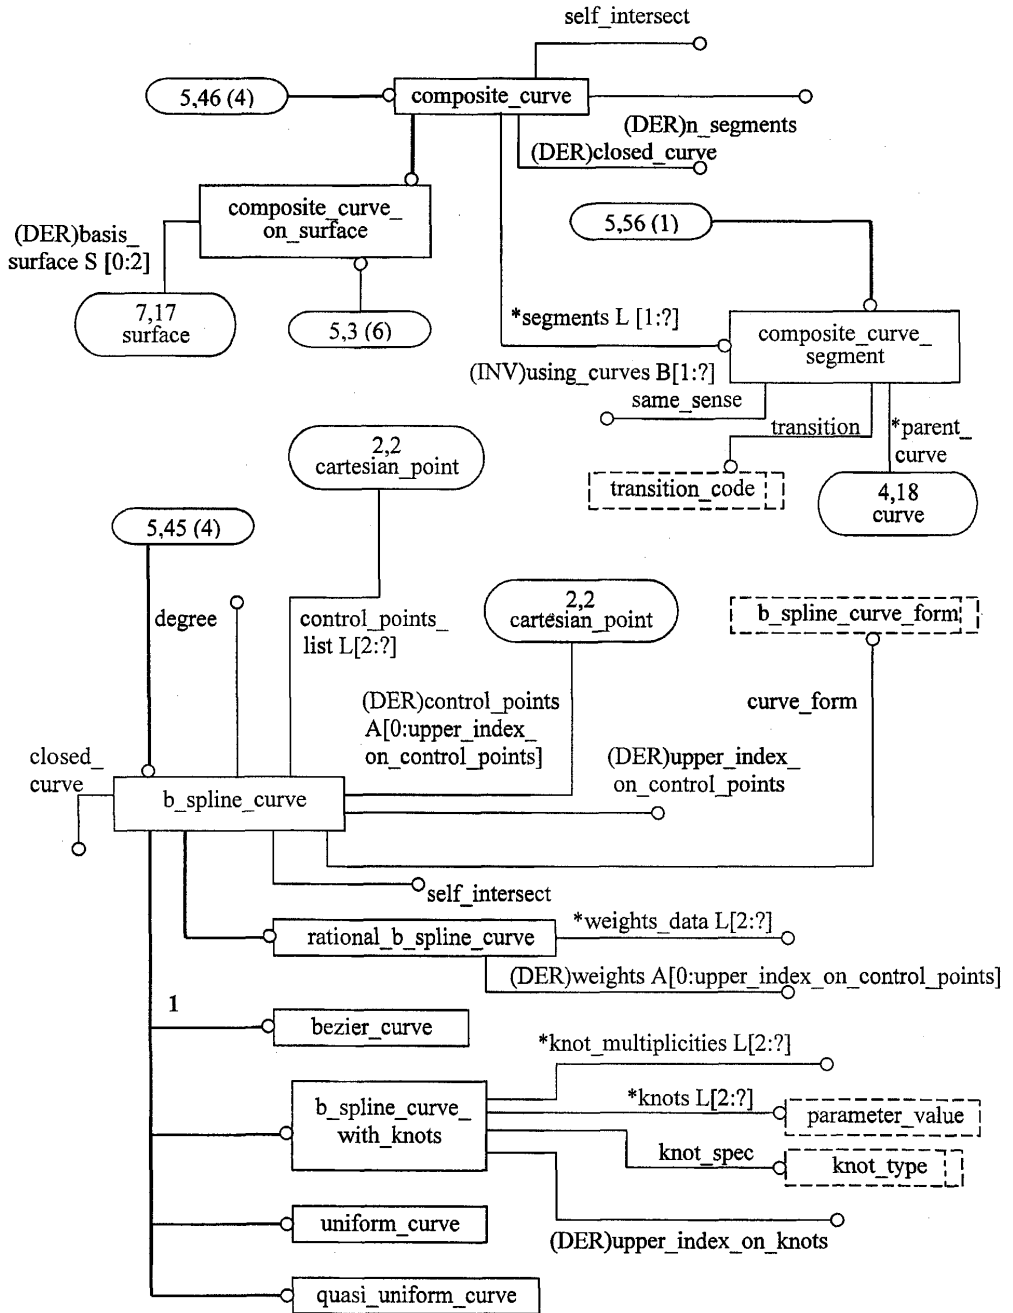 self_intersect
5,46 (4)
composite_curve
(DER)n_segments
(DER)closed_curve
composite_curve_
on_surface
5,56 (1)
(DER)basis_
surface S [0:2]
7,17
surface
5,3 (6)
*segments L [1:?]
composite_curve_
segment
(INV)using_curves B[1:?]
same_sense
transition
*parent_
curve
2,2
cartesian_point
transition_code
4,18
curve
5,45 (4)
degree
control_points_
list L[2:?]
2,2
cartesian_point
b_spline_curve_form
(DER)control_points
A[0:upper_index_
on_control_points]
curve_form
closed_
curve
(DER)upper_index_
on_control_points
b_spline_curve
self_intersect
rational_b_spline_curve
*weights_data L[2:?]
(DER)weights A[0:upper_index_on_control_points]
1
bezier_curve
*knot_multiplicities L[2:?]
b_spline_curve_
with_knots
*knots L[2:?]
parameter_value
knot_spec
knot_type
uniform_curve
(DER)upper_index_on_knots
quasi_uniform_curve